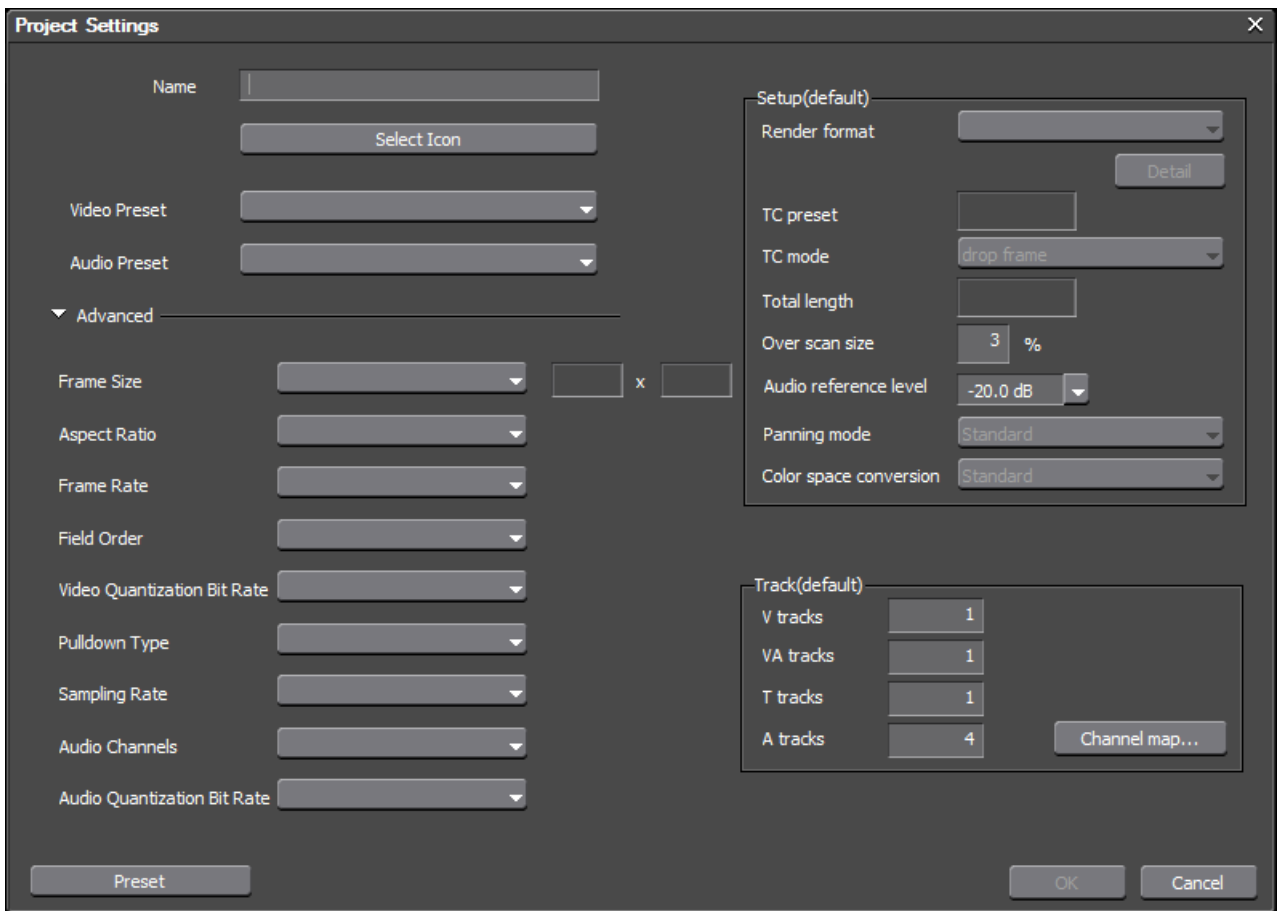 Project Settings
Name
Select Icon
Video Preset
Audio Preset
Advanced
Frame Size
x
Aspect Ratio
Frame Rate
Field Order
Video Quantization Bit Rate
Pulldown Type
Sampling Rate
Audio Channels
Audio Quantization Bit Rate
Preset
Setup(default)
Render format
Detail
TC preset
TC mode drop frame
Total length
Over scan size 3 %
Audio reference level -20.0 dB
Panning mode Standard
Color space conversion Standard
Track(default)
V tracks 1
VA tracks 1
T tracks 1
A tracks 4 Channel map...
OK Cancel